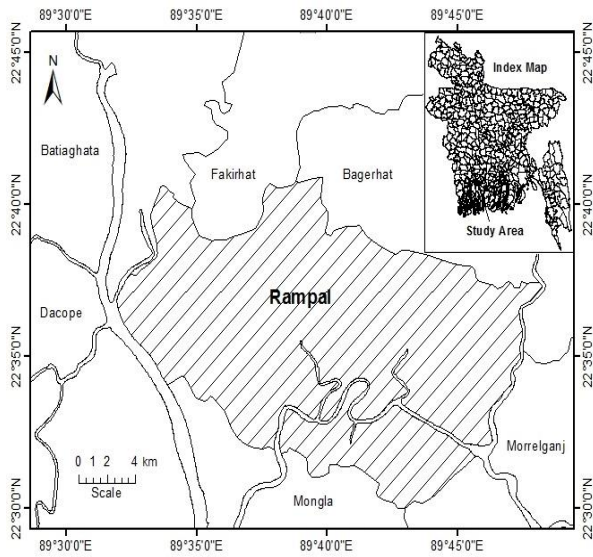 89°30'0"E 89°35'0"E 89°40'0"E 89°45'0"E
22°45'0"N 22°45'0"N
N
Index Map
Batiaghata
Fakirhat Bagerhat
22°40'0"N 22°40'0"N
Study Area
Rampal
Dacope
22°35'0"N 22°35'0"N
Morrelganj
0 1 2 4 km
Scale
Mongla
22°30'0"N 22°30'0"N
89°30'0"E 89°35'0"E 89°40'0"E 89°45'0"E